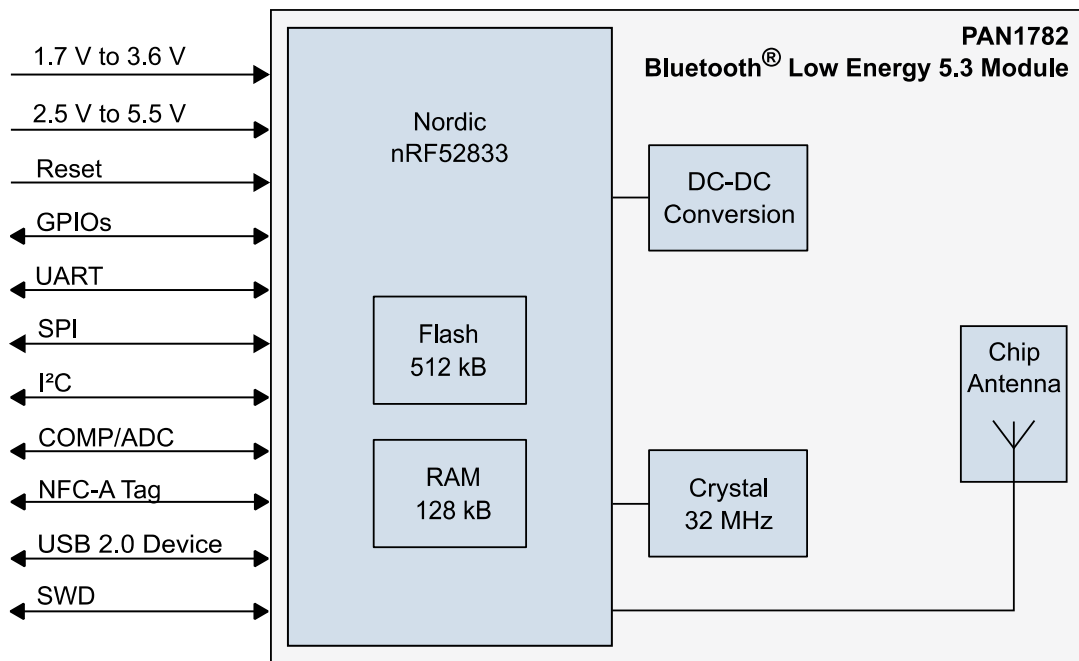 PAN1782
Bluetooth® Low Energy 5.3 Module
1.7 V to 3.6 V
2.5 V to 5.5 V
Reset
GPIOs
UART
SPI
I²C
COMP/ADC
NFC-A Tag
USB 2.0 Device
SWD
Nordic
nRF52833
Flash
512 kB
RAM
128 kB
DC-DC
Conversion
Crystal
32 MHz
Chip
Antenna